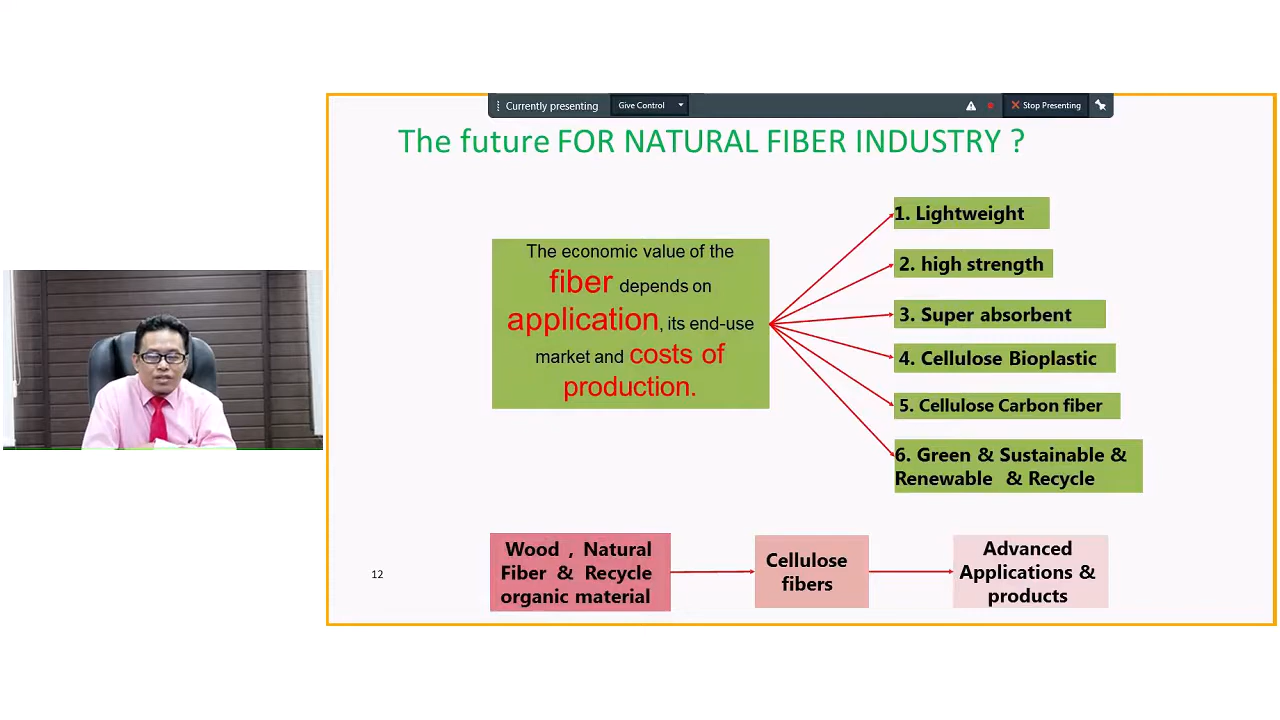 Currently presenting
Give Control
Stop Presenting
The future FOR NATURAL FIBER INDUSTRY ?
The economic value of the
fiber depends on
application, its end-use
market and costs of
production.
1. Lightweight
2. high strength
3. Super absorbent
4. Cellulose Bioplastic
5. Cellulose Carbon fiber
6. Green & Sustainable &
Renewable & Recycle
Wood , Natural
Fiber & Recycle
organic material
Cellulose
fibers
Advanced
Applications &
products
12